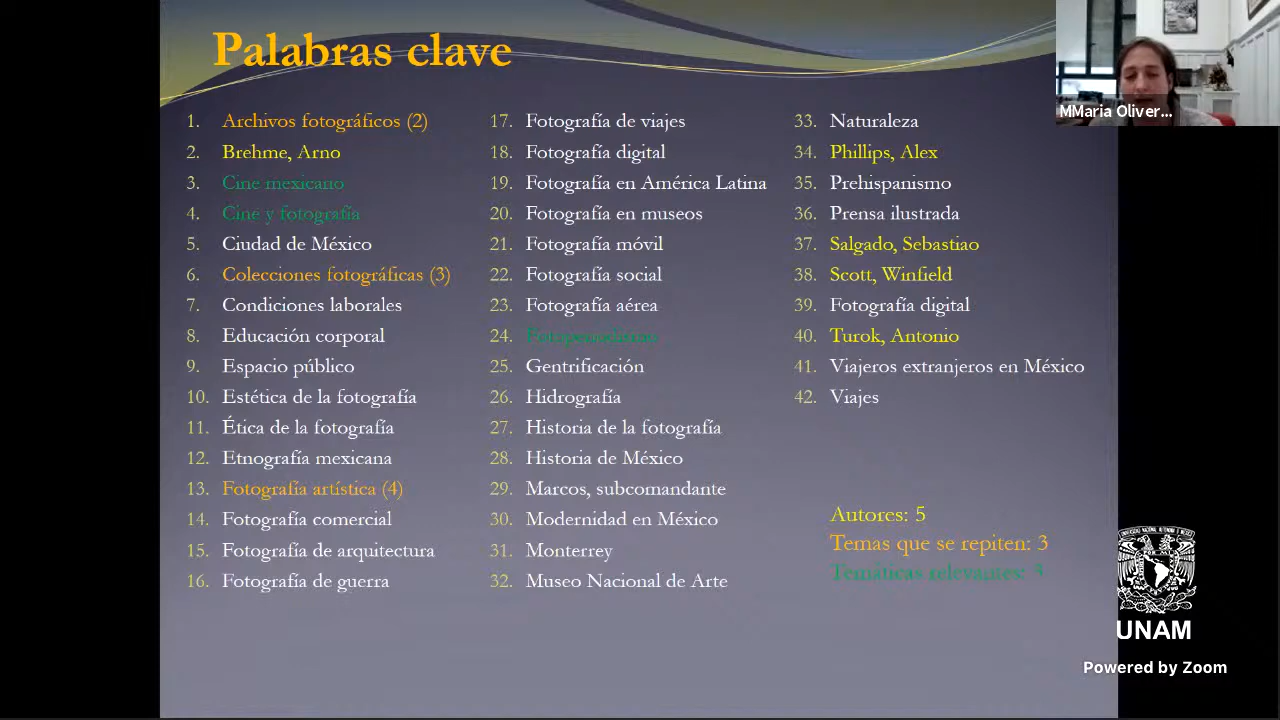 Palabras clave
1. Archivos fotográficos (2)
2. Brehme, Arno
3. Cine mexicano
4. Cine y fotografía
5. Ciudad de México
6. Colecciones fotográficas (3)
7. Condiciones laborales
8. Educación corporal
9. Espacio público
10. Estética de la fotografía
11. Ética de la fotografía
12. Etnografía mexicana
13. Fotografía artística (4)
14. Fotografía comercial
15. Fotografía de arquitectura
16. Fotografía de guerra
17. Fotografía de viajes
18. Fotografía digital
19. Fotografía en América Latina
20. Fotografía en museos
21. Fotografía móvil
22. Fotografía social
23. Fotografía aérea
24. Fotoperiodismo
25. Gentrificación
26. Hidrografía
27. Historia de la fotografía
28. Historia de México
29. Marcos, subcomandante
30. Modernidad en México
31. Monterrey
32. Museo Nacional de Arte
33. Naturaleza
34. Phillips, Alex
35. Prehispanismo
36. Prensa ilustrada
37. Salgado, Sebastiao
38. Scott, Winfield
39. Fotografía digital
40. Turok, Antonio
41. Viajeros extranjeros en México
42. Viajes
Autores: 5
Temas que se repiten: 3
Temáticas relevantes: 3
MMaria Oliver...
UNAM
Powered by Zoom